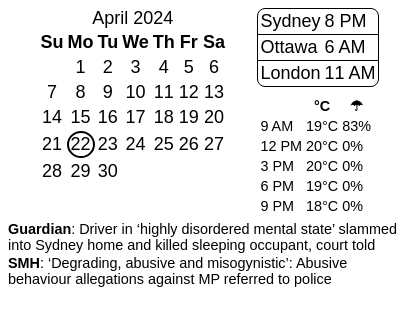 April 2024
Su Mo Tu We Th Fr Sa
1 2 3 4 5 6
7 8 9 10 11 12 13
14 15 16 17 18 19 20
21 22 23 24 25 26 27
28 29 30
Sydney 8 PM
Ottawa 6 AM
London 11 AM
°C ☂
9 AM 19°C 83%
12 PM 20°C 0%
3 PM 20°C 0%
6 PM 19°C 0%
9 PM 18°C 0%
Guardian: Driver in ‘highly disordered mental state’ slammed
into Sydney home and killed sleeping occupant, court told
SMH: ‘Degrading, abusive and misogynistic’: Abusive
behaviour allegations against MP referred to police